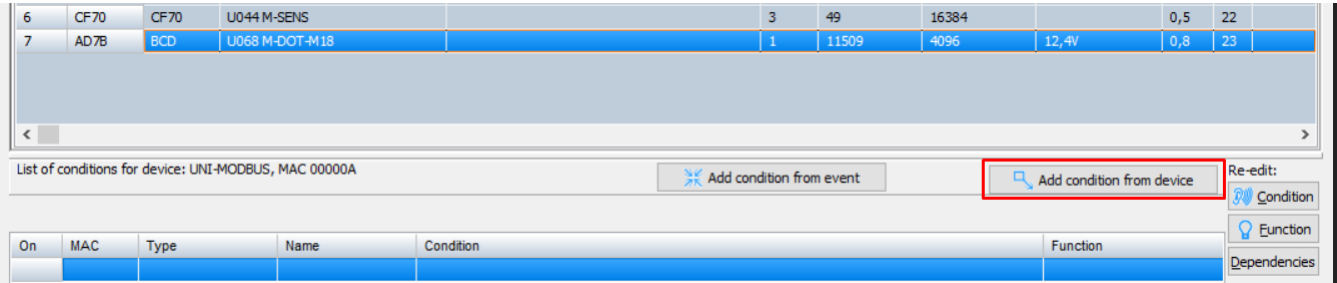 6 CF70 CF70 U044 M-SENS 3 49 16384 0,5 22
7 AD7B BCD U068 M-DOT-M18 1 11509 4096 12,4V 0,8 23
List of conditions for device: UNI-MODBUS, MAC 00000A
Add condition from event
Add condition from device
Re-edit:
Condition
Function
Dependencies
On MAC Type Name Condition Function